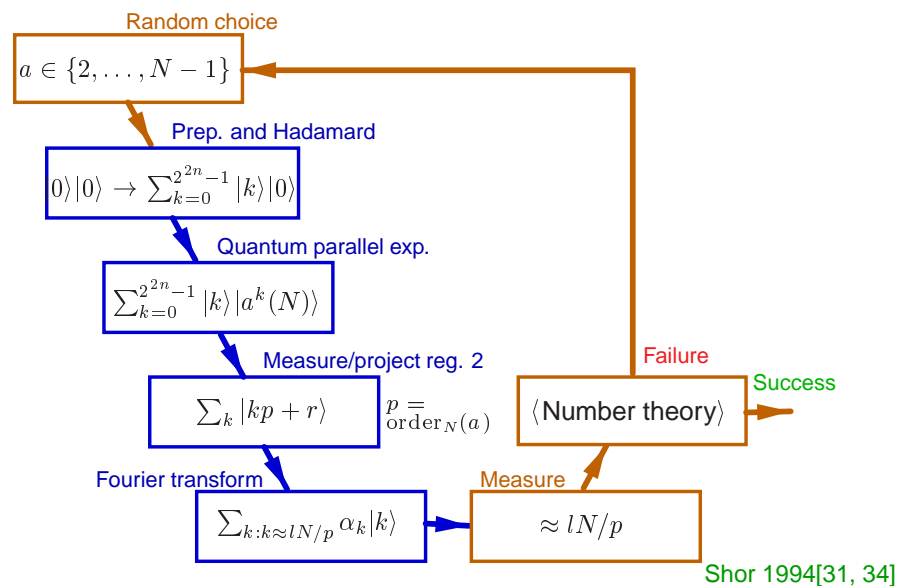 Random choice
a ∈ {2, . . . , N − 1}
Prep. and Hadamard
0⟩|0⟩ → ∑_{k=0}^{2^{2n}−1} |k⟩|0⟩
Quantum parallel exp.
∑_{k=0}^{2^{2n}−1} |k⟩|a^k(N)⟩
Measure/project reg. 2
∑_k |kp + r⟩
p =
order_N(a)
Fourier transform
∑_{k:k≈lN/p} α_k|k⟩
Measure
≈ lN/p
⟨Number theory⟩
Failure
Success
Shor 1994[31, 34]